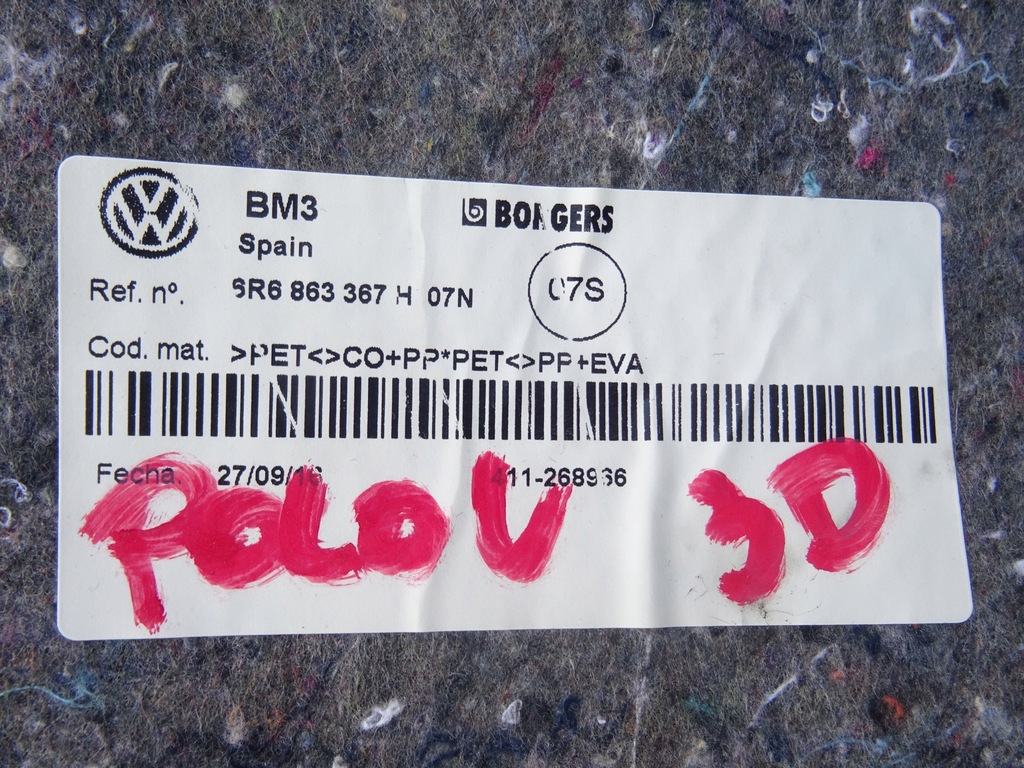 BM3
BONGERS
Spain
Ref. nº. 6R6 863 367 H 07N
07S
Cod. mat. >PET<>CO+PP*PET<>PP+EVA
Fecha. 27/09/16 411-268966
POLO V 3D